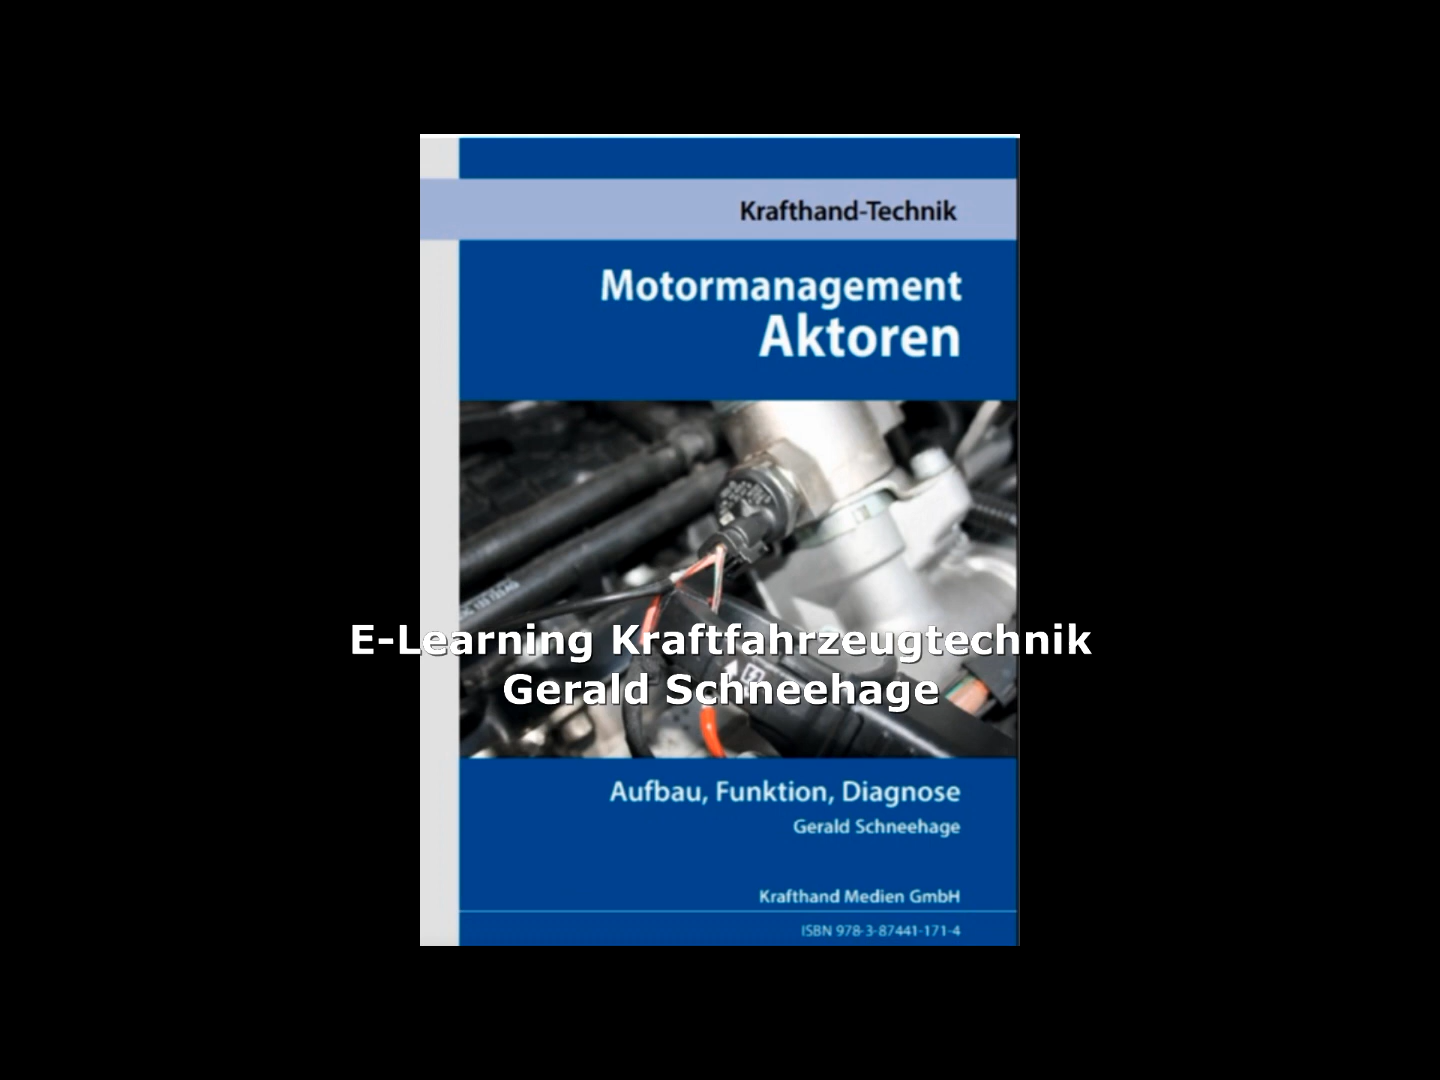 Krafthand-Technik
Motormanagement
Aktoren
E-Learning Kraftfahrzeugtechnik
Gerald Schneehage
Aufbau, Funktion, Diagnose
Gerald Schneehage
Krafthand Medien GmbH
ISBN 978-3-87441-171-4